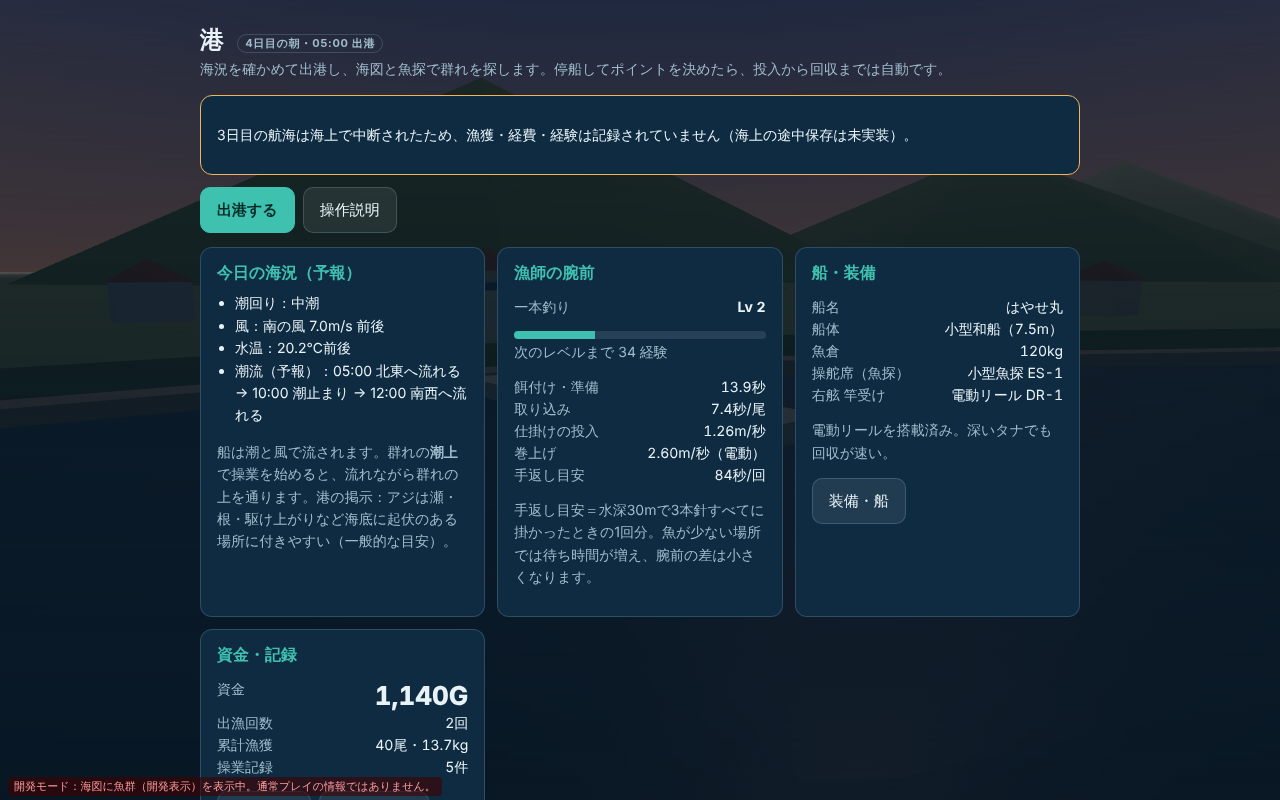 港 4日目の朝・05:00 出港
海況を確かめて出港し、海図と魚探で群れを探します。停船してポイントを決めたら、投入から回収までは自動です。
3日目の航海は海上で中断されたため、漁獲・経費・経験は記録されていません（海上の途中保存は未実装）。
出港する 操作説明
今日の海況（予報）
• 潮回り：中潮
• 風：南の風 7.0m/s 前後
• 水温：20.2°C前後
• 潮流（予報）：05:00 北東へ流れる
→ 10:00 潮止まり → 12:00 南西へ流
れる
船は潮と風で流されます。群れの潮上
で操業を始めると、流れながら群れの
上を通ります。港の掲示：アジは瀬・
根・駆け上がりなど海底に起伏のある
場所に付きやすい（一般的な目安）。
漁師の腕前
一本釣り Lv 2
次のレベルまで 34 経験
餌付け・準備 13.9秒
取り込み 7.4秒/尾
仕掛けの投入 1.26m/秒
巻上げ 2.60m/秒（電動）
手返し目安 84秒/回
手返し目安＝水深30mで3本針すべてに
掛かったときの1回分。魚が少ない場所
では待ち時間が増え、腕前の差は小さ
くなります。
船・装備
船名 はやせ丸
船体 小型和船（7.5m）
魚倉 120kg
操舵席（魚探） 小型魚探 ES-1
右舷 竿受け 電動リール DR-1
電動リールを搭載済み。深いタナでも
回収が速い。
装備・船
資金・記録
資金 1,140G
出漁回数 2回
累計漁獲 40尾・13.7kg
操業記録 5件
開発モード：海図に魚群（開発表示）を表示中。通常プレイの情報ではありません。